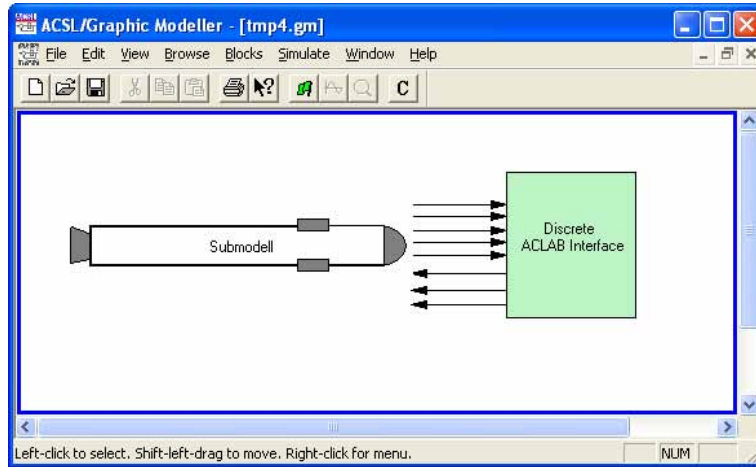 ACSL/Graphic Modeller - [tmp4.gm]
File Edit View Browse Blocks Simulate Window Help
C
Submodell
Discrete
ACLAB Interface
Left-click to select. Shift-left-drag to move. Right-click for menu.
NUM